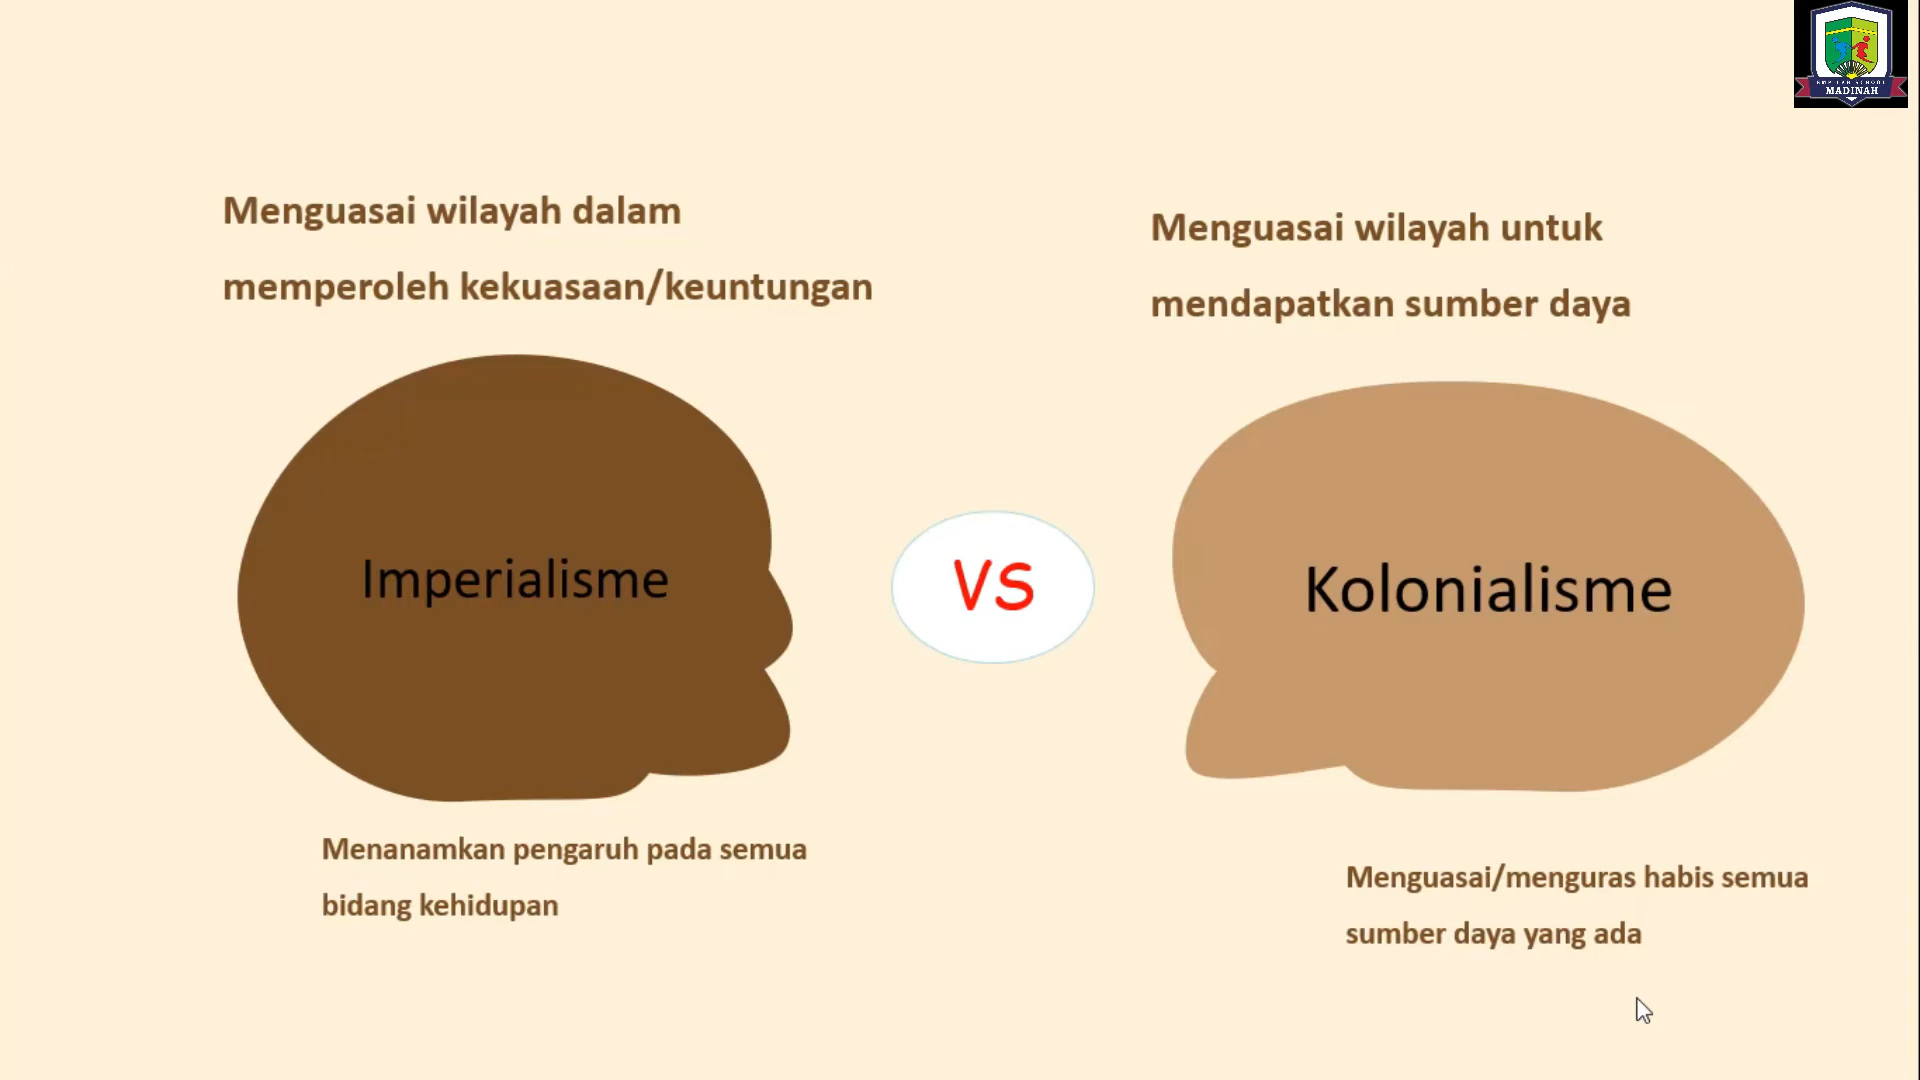 MADINAH
Menguasai wilayah dalam
memperoleh kekuasaan/keuntungan
Imperialisme
Menanamkan pengaruh pada semua
bidang kehidupan
VS
Menguasai wilayah untuk
mendapatkan sumber daya
Kolonialisme
Menguasai/menguras habis semua
sumber daya yang ada